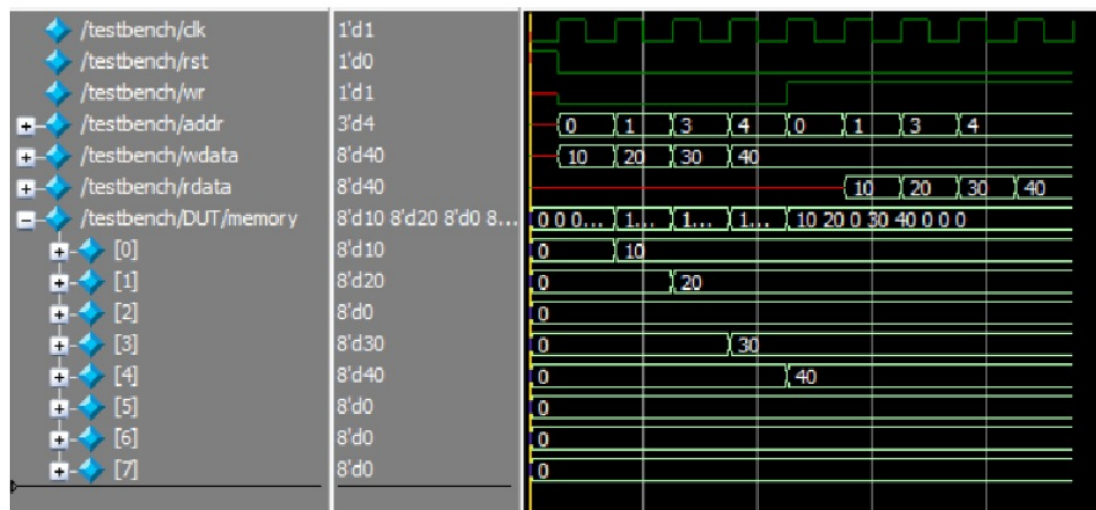 /testbench/clk 1'd1
/testbench/rst 1'd0
/testbench/wr 1'd1
/testbench/addr 3'd4 0 1 3 4 0 1 3 4
/testbench/wdata 8'd40 10 20 30 40
/testbench/rdata 8'd40 10 20 30 40
/testbench/DUT/memory 8'd10 8'd20 8'd0 8... 0 0 0... 1... 1... 1... 10 20 0 30 40 0 0 0
[0] 8'd10 0 10
[1] 8'd20 0 20
[2] 8'd0 0
[3] 8'd30 0 30
[4] 8'd40 0 40
[5] 8'd0 0
[6] 8'd0 0
[7] 8'd0 0